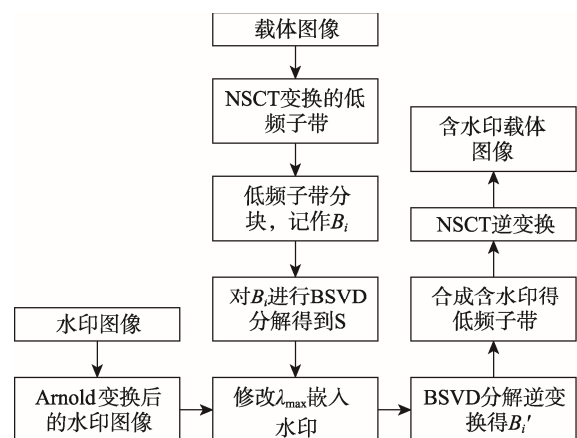 载体图像
NSCT变换的低
频子带
低频子带分
块，记作Bᵢ
对Bᵢ进行BSVD
分解得到S
水印图像
Arnold变换后
的水印图像
修改λmax嵌入
水印
BSVD分解逆变
换得Bᵢ′
合成含水印得
低频子带
NSCT逆变换
含水印载体
图像